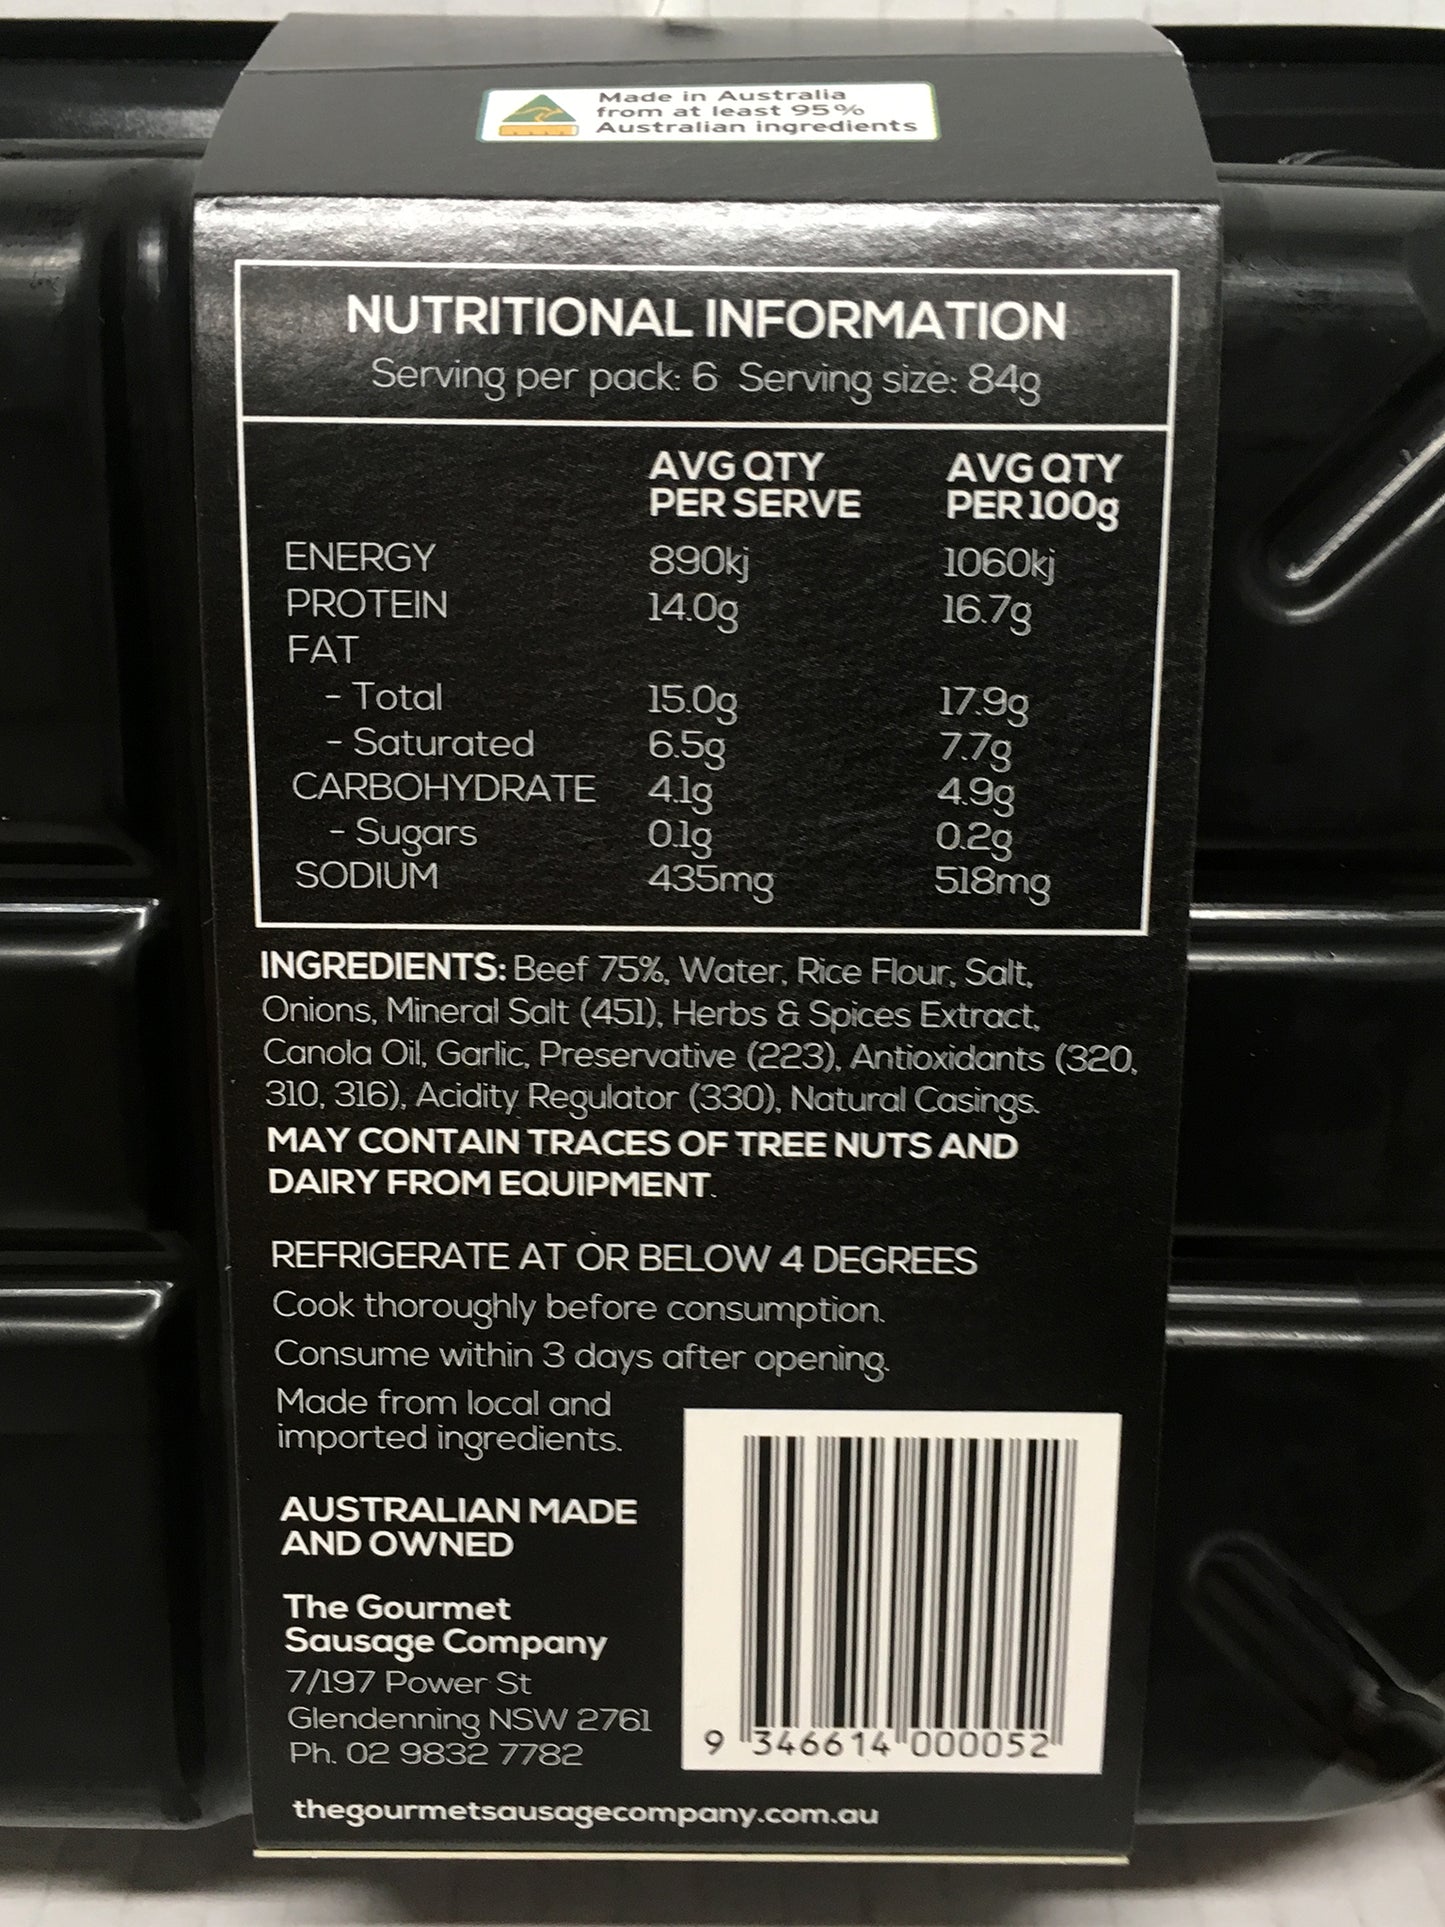 Made in Australia
from at least 95%
Australian ingredients
NUTRITIONAL INFORMATION
Serving per pack: 6 Serving size: 84g
AVG QTY AVG QTY
PER SERVE PER 100g
ENERGY 890kj 1060kj
PROTEIN 14.0g 16.7g
FAT
- Total 15.0g 17.9g
- Saturated 6.5g 7.7g
CARBOHYDRATE 4.1g 4.9g
- Sugars 0.1g 0.2g
SODIUM 435mg 518mg
INGREDIENTS: Beef 75%, Water, Rice Flour, Salt,
Onions, Mineral Salt (451), Herbs & Spices Extract,
Canola Oil, Garlic, Preservative (223), Antioxidants (320,
310, 316), Acidity Regulator (330), Natural Casings.
MAY CONTAIN TRACES OF TREE NUTS AND
DAIRY FROM EQUIPMENT.
REFRIGERATE AT OR BELOW 4 DEGREES
Cook thoroughly before consumption.
Consume within 3 days after opening.
Made from local and
imported ingredients.
AUSTRALIAN MADE
AND OWNED
The Gourmet
Sausage Company
7/197 Power St
Glendenning NSW 2761
Ph. 02 9832 7782
9 346614 000052
thegourmetsausagecompany.com.au